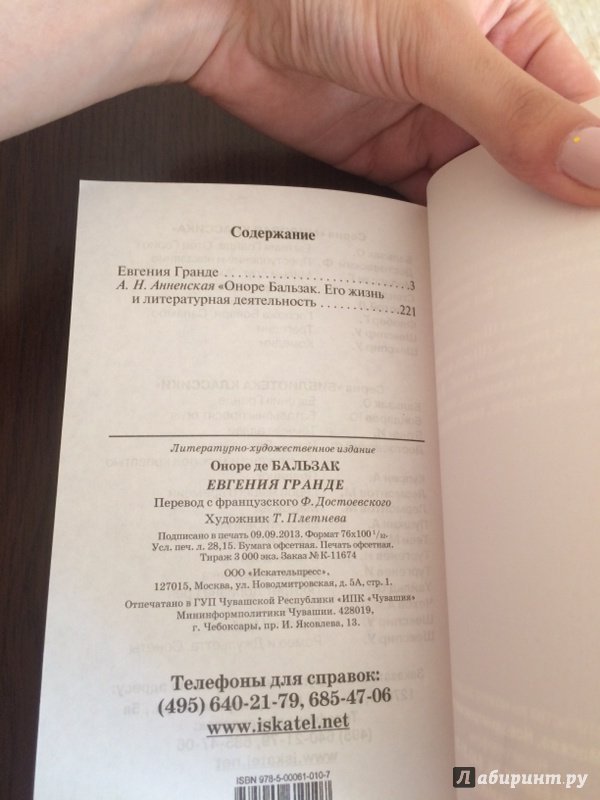 Содержание
Евгения Гранде . . . . . . . . . . . . . . . . . . . . . . . . . .3
А. Н. Анненская «Оноре Бальзак. Его жизнь
и литературная деятельность . . . . . . . . . . . . .221
Литературно-художественное издание
Оноре де БАЛЬЗАК
ЕВГЕНИЯ ГРАНДЕ
Перевод с французского Ф. Достоевского
Художник Т. Плетнева
Подписано в печать 09.09.2013. Формат 76x100 1/32.
Усл. печ. л. 28,15. Бумага офсетная. Печать офсетная.
Тираж 3 000 экз. Заказ № К-11674
ООО «Искательпресс»,
127015, Москва, ул. Новодмитровская, д. 5А, стр. 1.
Отпечатано в ГУП Чувашской Республики «ИПК «Чувашия»
Мининформполитики Чувашии. 428019,
г. Чебоксары, пр. И. Яковлева, 13.
Телефоны для справок:
(495) 640-21-79, 685-47-06
www.iskatel.net
ISBN 978-5-00061-010-7
Лабиринт.ру